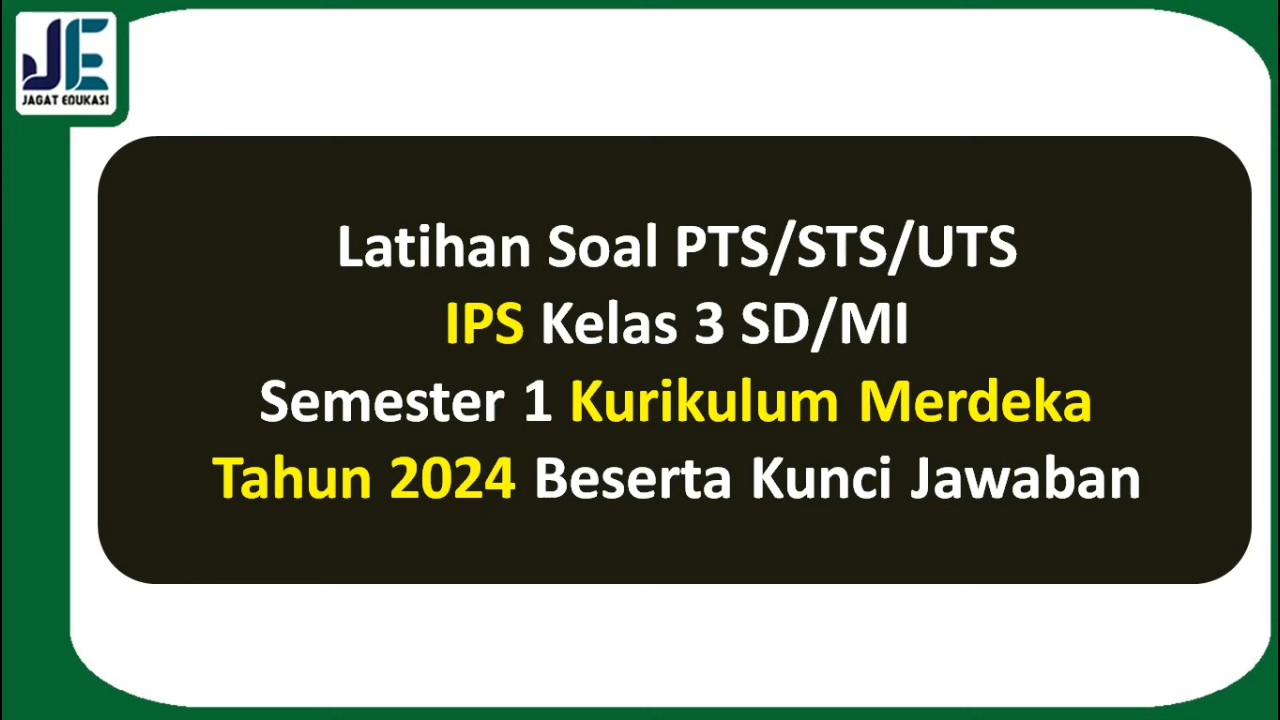 JE
JAGAT EDUKASI
Latihan Soal PTS/STS/UTS
IPS Kelas 3 SD/MI
Semester 1 Kurikulum Merdeka
Tahun 2024 Beserta Kunci Jawaban